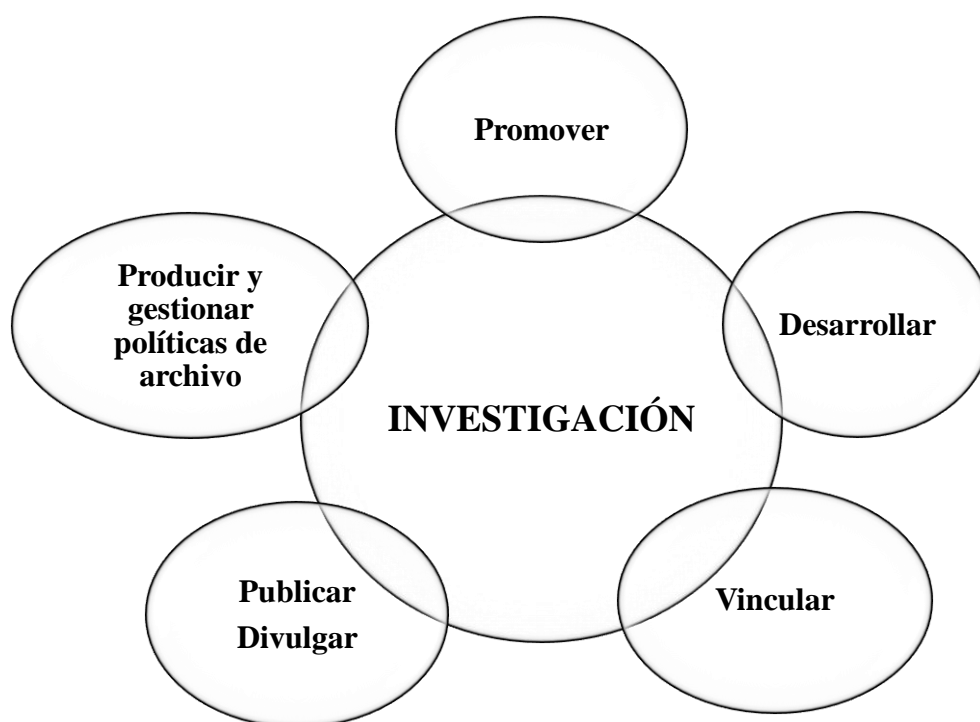 Promover
Producir y
gestionar
políticas de
archivo
Desarrollar
INVESTIGACIÓN
Publicar
Divulgar
Vincular